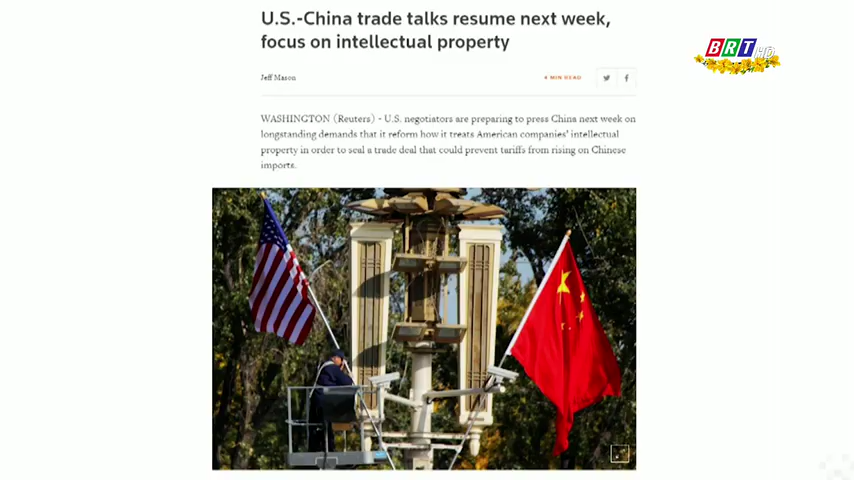 U.S.-China trade talks resume next week,
focus on intellectual property
BRT HD
Jeff Mason
4 MIN READ
WASHINGTON (Reuters) - U.S. negotiators are preparing to press China next week on
longstanding demands that it reform how it treats American companies' intellectual
property in order to seal a trade deal that could prevent tariffs from rising on Chinese
imports.